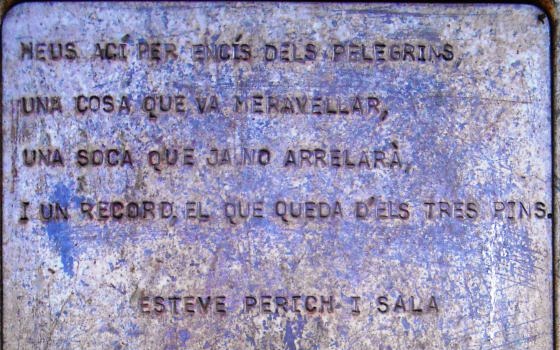 HEUS ACÍ PER ENCÍS DELS PELEGRINS,
UNA COSA QUE VA MERAVELLAR,
UNA SOCA QUE JA NO ARRELARÀ,
I UN RECORD, EL QUE QUEDA D'ELS TRES PINS.
ESTEVE PERICH I SALA